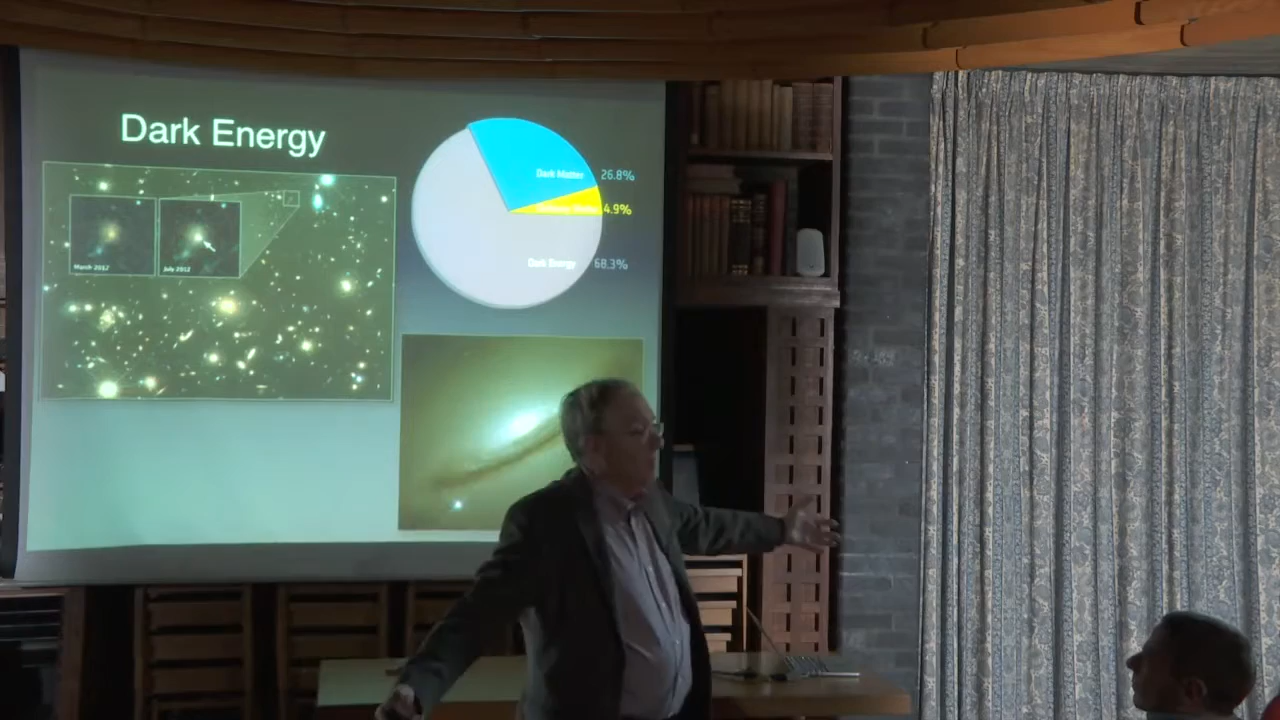 Dark Energy
March 2012
July 2012
Dark Matter 26.8%
4.9%
Dark Energy 68.3%